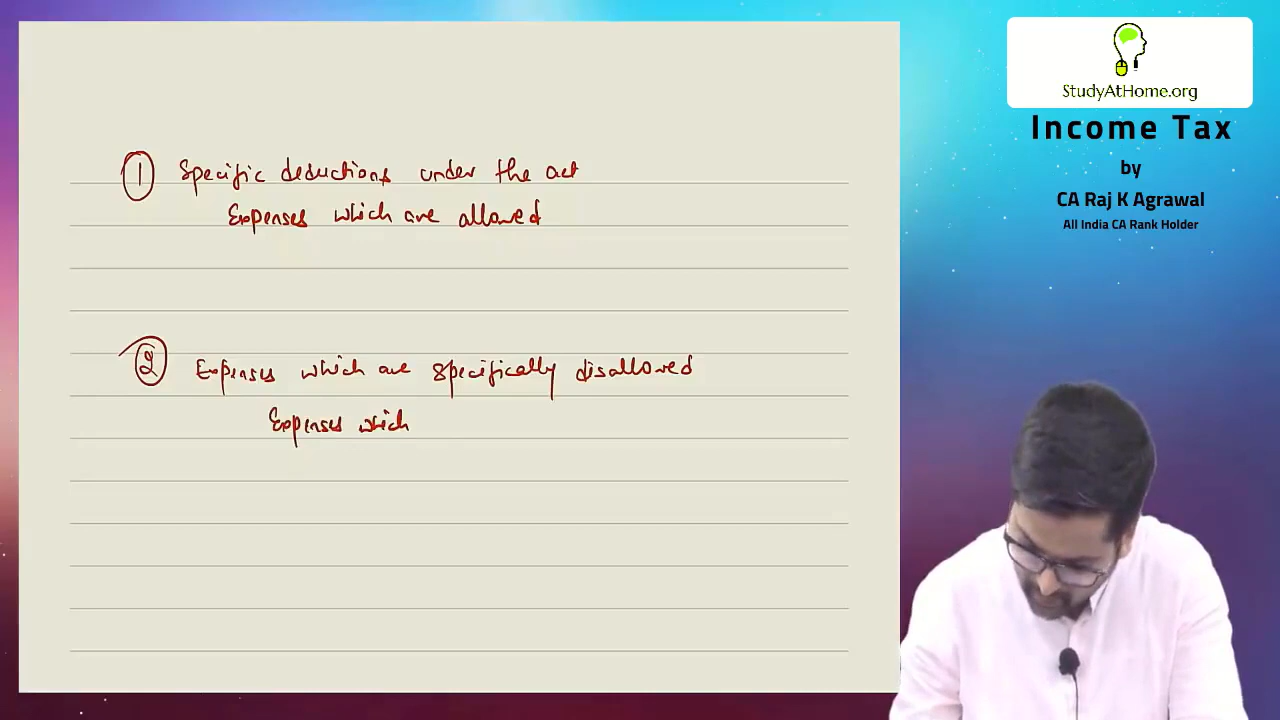 ① Specific deductions under the act
Expenses which are allowed
② Expenses which are specifically disallowed
Expenses which
StudyAtHome.org
Income Tax
by
CA Raj K Agrawal
All India CA Rank Holder